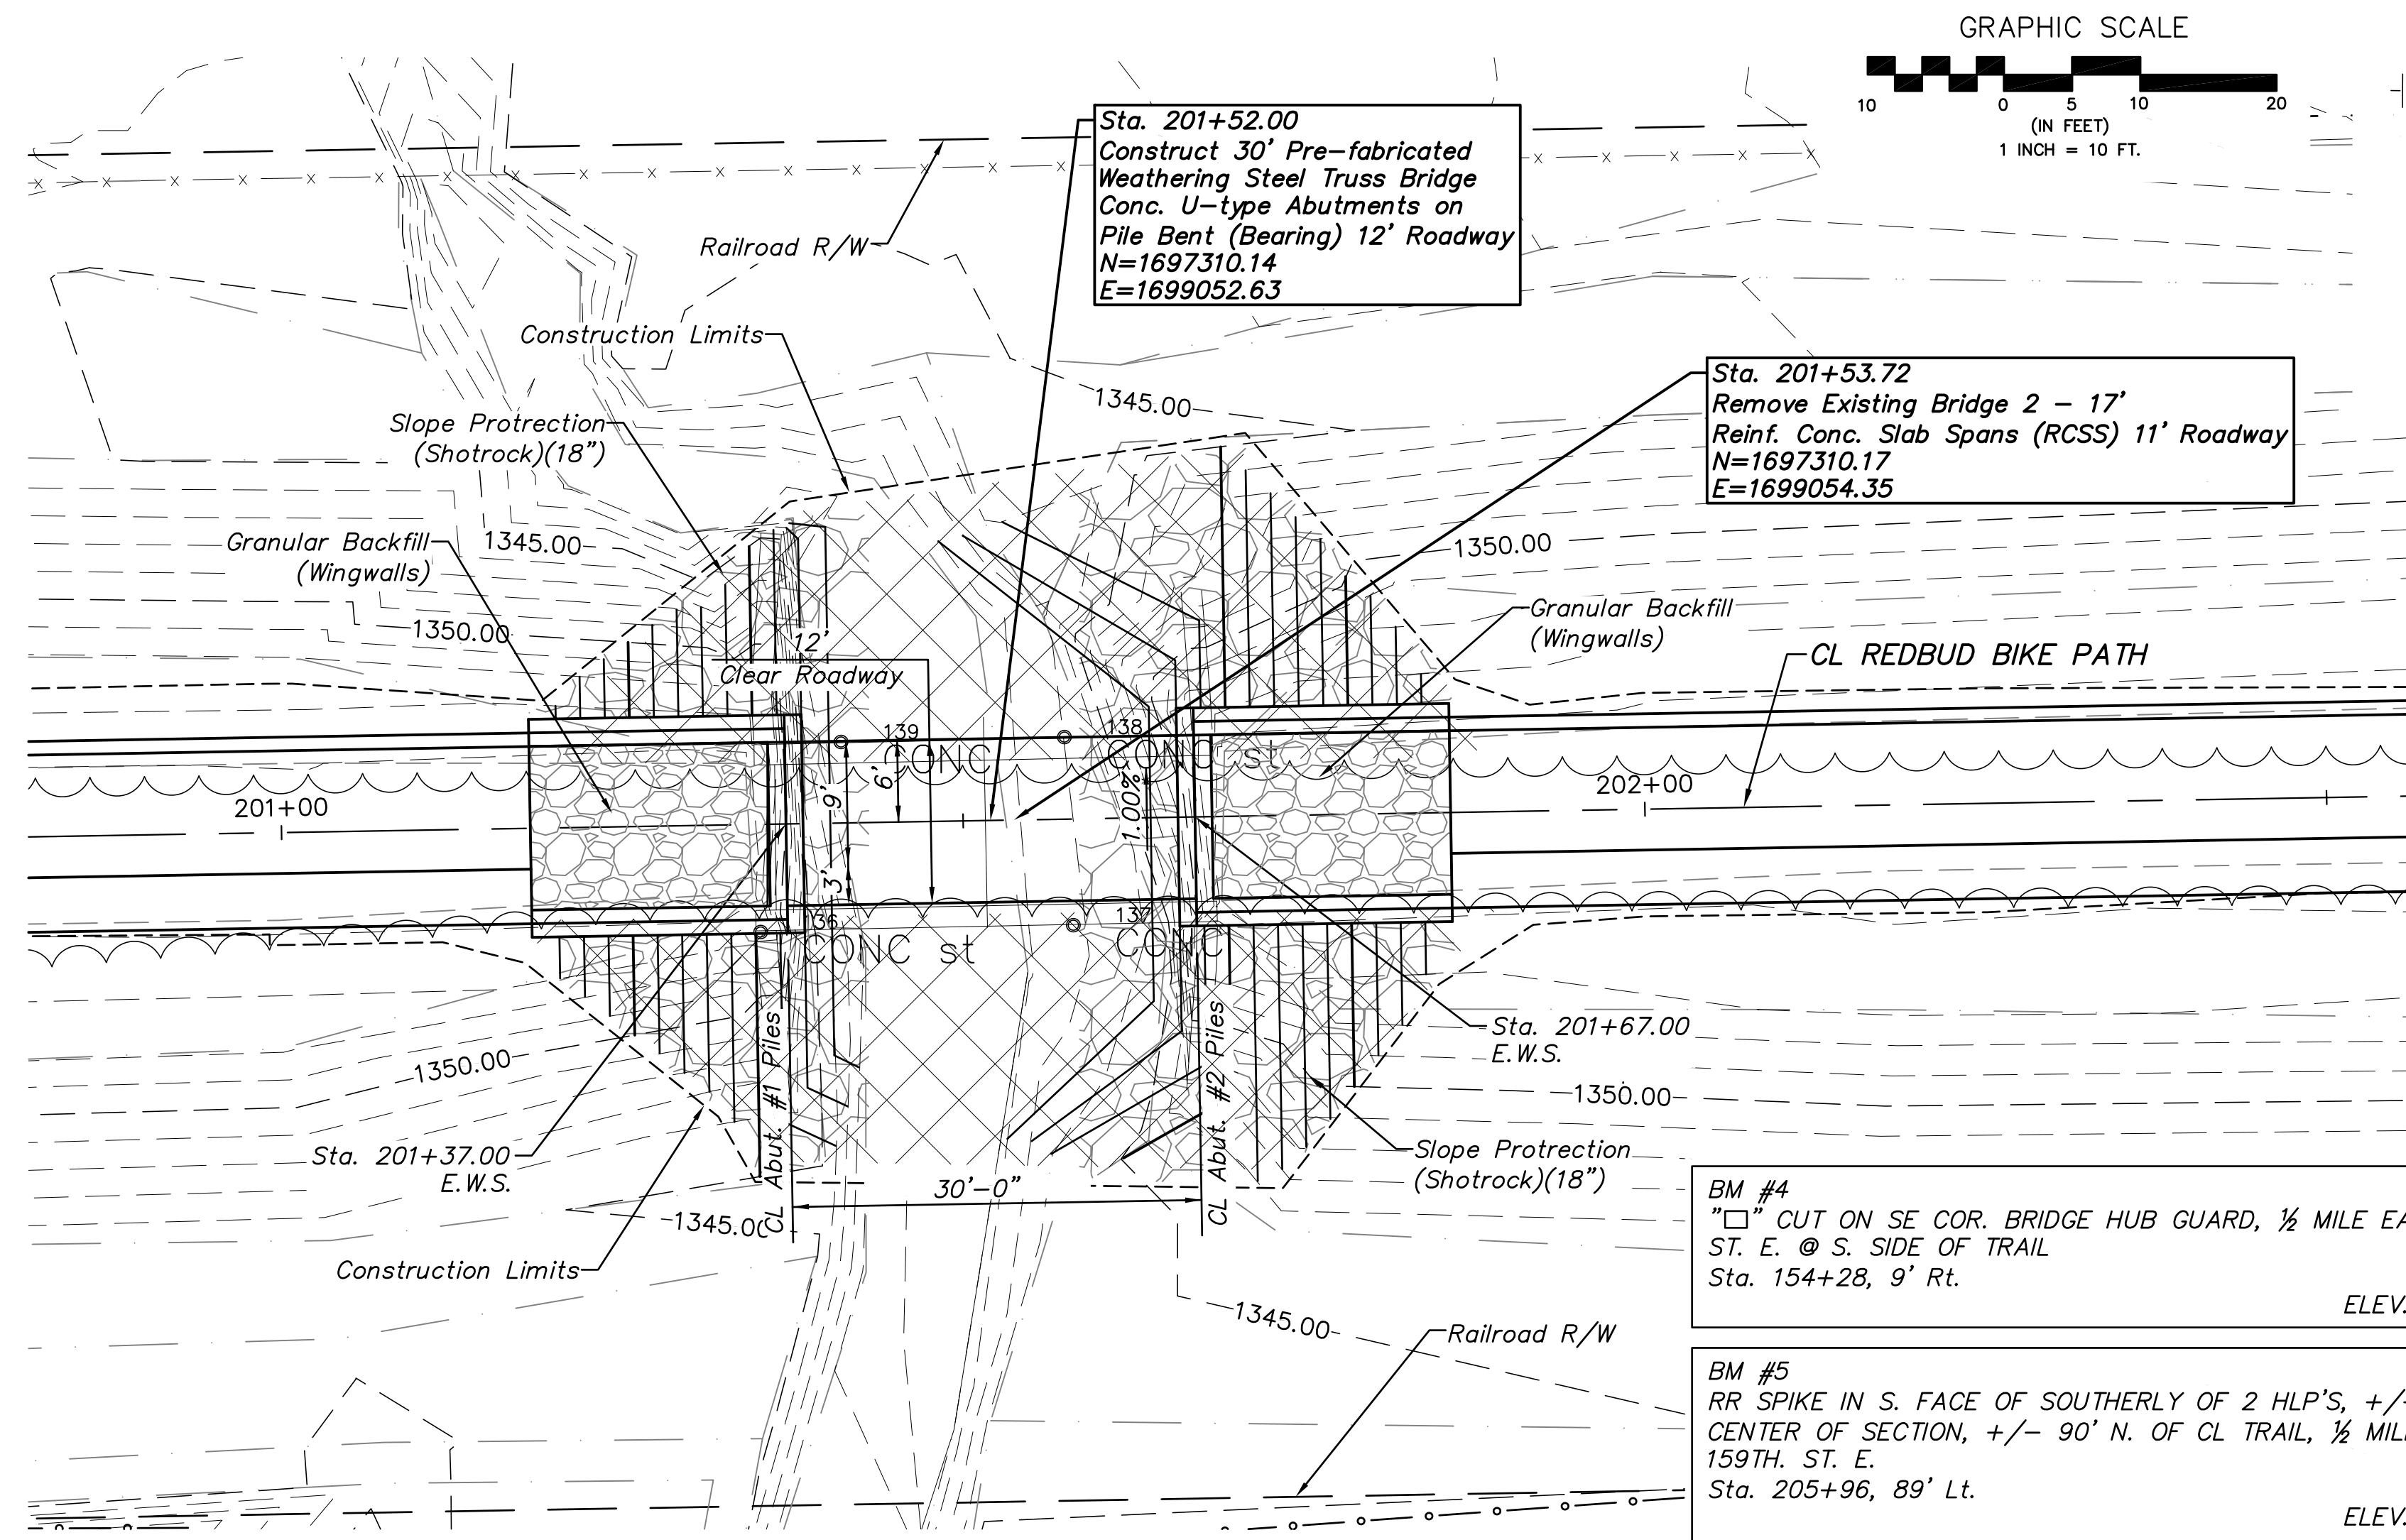 GRAPHIC SCALE
10 0 5 10 20
(IN FEET)
1 INCH = 10 FT.
Sta. 201+52.00
Construct 30' Pre-fabricated
Weathering Steel Truss Bridge
Conc. U-type Abutments on
Pile Bent (Bearing) 12' Roadway
N=1697310.14
E=1699052.63
Railroad R/W
Construction Limits
Sta. 201+53.72
Remove Existing Bridge 2 - 17'
Reinf. Conc. Slab Spans (RCSS) 11' Roadway
N=1697310.17
E=1699054.35
1345.00
Slope Protrection
(Shotrock)(18")
Granular Backfill
(Wingwalls)
1345.00
1350.00
1350.00
Granular Backfill
(Wingwalls)
CL REDBUD BIKE PATH
12'
Clear Roadway
139
138
CONC
CONC st
6'
9'
3'
1.00%
201+00
202+00
136
137
CONC st
CONC
CL Abut. #1 Piles
CL Abut. #2 Piles
Sta. 201+67.00
E.W.S.
1350.00
1350.00
Sta. 201+37.00
E.W.S.
Slope Protrection
(Shotrock)(18")
30'-0"
1345.00
Construction Limits
1345.00
Railroad R/W
BM #4
"□" CUT ON SE COR. BRIDGE HUB GUARD, ½ MILE EA
ST. E. @ S. SIDE OF TRAIL
Sta. 154+28, 9' Rt.
ELEV.
BM #5
RR SPIKE IN S. FACE OF SOUTHERLY OF 2 HLP'S, +/-
CENTER OF SECTION, +/- 90' N. OF CL TRAIL, ½ MILE
159TH. ST. E.
Sta. 205+96, 89' Lt.
ELEV.